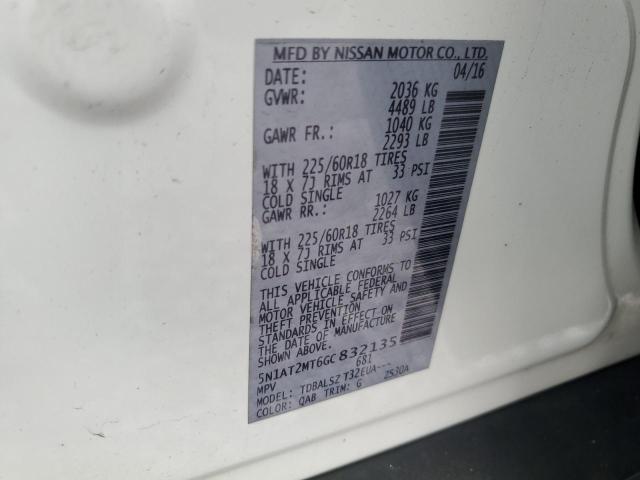 MFD BY NISSAN MOTOR CO., LTD.
DATE: 04/16
GVWR: 2036 KG
4489 LB
GAWR FR.: 1040 KG
2293 LB
WITH 225/60R18 TIRES
18 X 7J RIMS AT 33 PSI
COLD SINGLE
GAWR RR.: 1027 KG
2264 LB
WITH 225/60R18 TIRES
18 X 7J RIMS AT 33 PSI
COLD SINGLE
THIS VEHICLE CONFORMS TO
ALL APPLICABLE FEDERAL
MOTOR VEHICLE SAFETY AND
THEFT PREVENTION
STANDARDS IN EFFECT ON
THE DATE OF MANUFACTURE
SHOWN ABOVE.
5N1AT2MT6GC832135
MPV 681
MODEL: TDBALSZ T32EUA---
COLOR: QAB TRIM: G 2530A